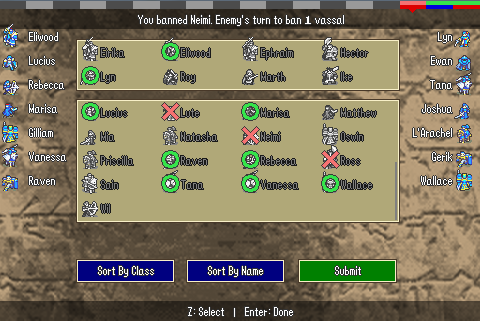 You banned Neimi. Enemy's turn to ban 1 vassal
Eliwood
Lucius
Rebecca
Marisa
Gilliam
Vanessa
Raven
Eirika Eliwood Ephraim Hector
Lyn Roy Marth Ike
Lucius Lute Marisa Matthew
Mia Natasha Neimi Oswin
Priscilla Raven Rebecca Ross
Sain Tana Vanessa Wallace
Wil
Lyn
Ewan
Tana
Joshua
L'Arachel
Gerik
Wallace
Sort By Class
Sort By Name
Submit
Z: Select | Enter: Done